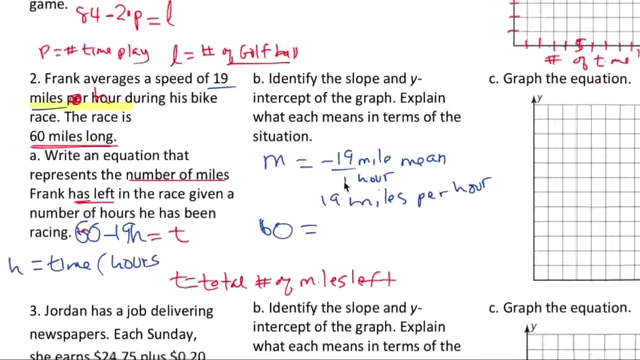 game.
84-2·p=l
p = # time play l = # of Golf ball
# of time
2. Frank averages a speed of 19
miles per hour during his bike
race. The race is
60 miles long.
a. Write an equation that
represents the number of miles
Frank has left in the race given a
number of hours he has been
racing. 60-19h=t
h = time (hours
t=total # of miles left
b. Identify the slope and y-
intercept of the graph. Explain
what each means in terms of the
situation.
m = -19 mile mean
1 hour
19 miles per hour
60 =
c. Graph the equation.
y
3. Jordan has a job delivering
newspapers. Each Sunday,
she earns $24.75 plus $0.20
b. Identify the slope and y-
intercept of the graph. Explain
what each means in terms of the
c. Graph the equation.
y